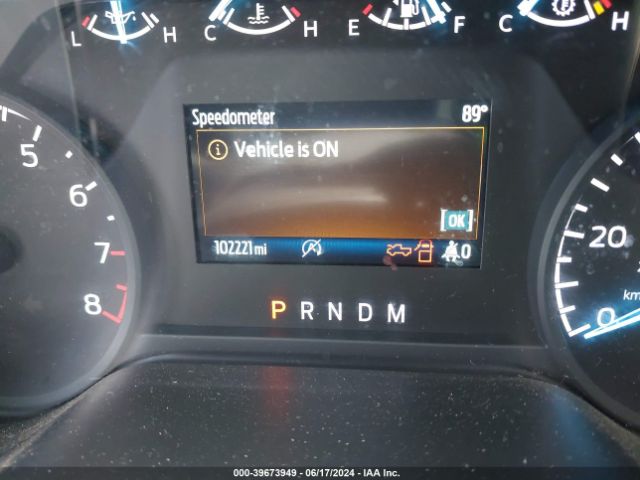 L H C H E F C H
Speedometer 89°
5
Vehicle is ON
6
20
7
OK
102221 mi 0
km
8
P R N D M
0
000-39673949 - 06/17/2024 - IAA Inc.